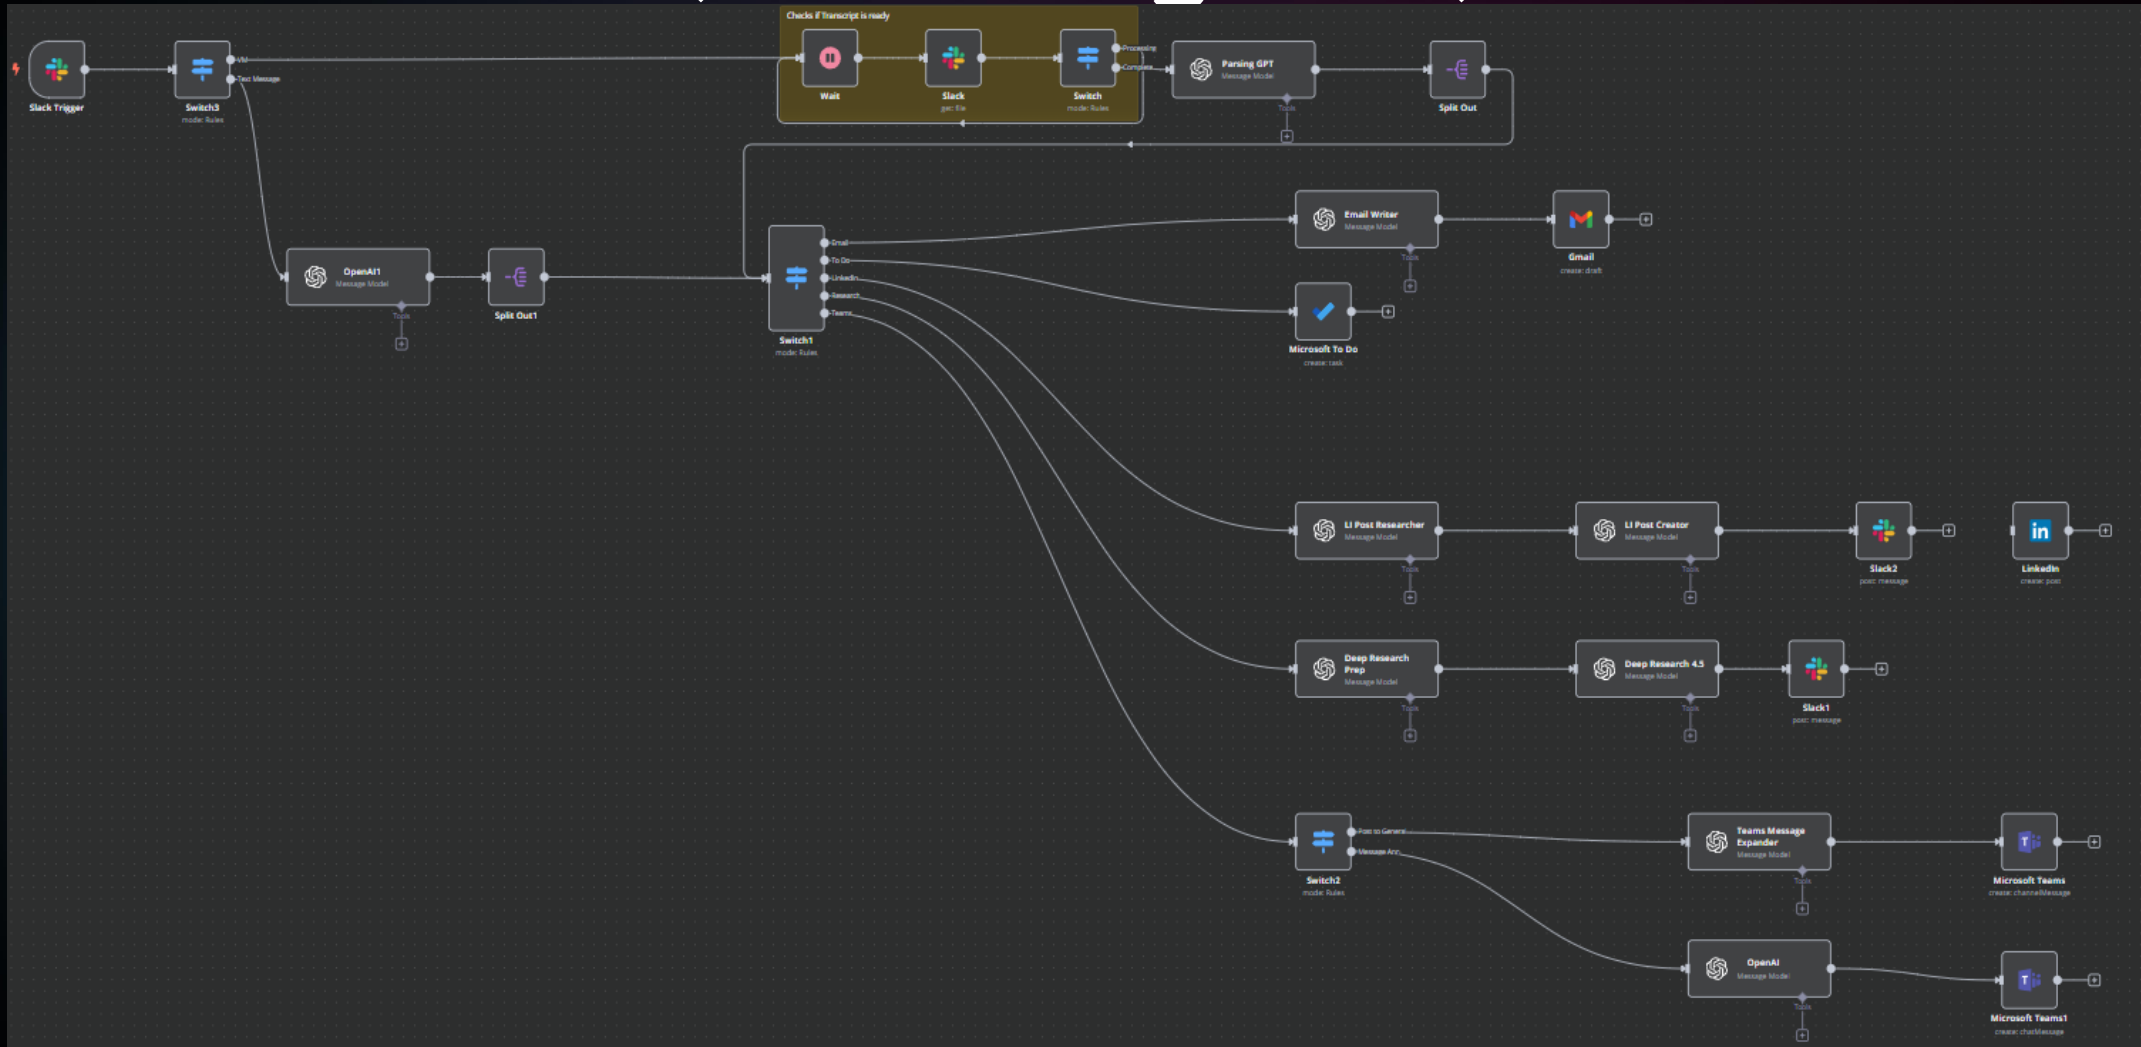 Checks if Transcript is ready
Slack Trigger
Switch3
mode: Rules
VM
Text Message
Wait
Slack
get: file
Switch
mode: Rules
Processing
Complete
Parsing GPT
Message Model
Tools
Split Out
OpenAI1
Message Model
Tools
Split Out1
Switch1
mode: Rules
Email
To Do
LinkedIn
Research
Teams
Email Writer
Message Model
Tools
Gmail
create: draft
Microsoft To Do
create: task
LI Post Researcher
Message Model
Tools
LI Post Creator
Message Model
Tools
Slack2
post: message
in
LinkedIn
create: post
Deep Research
Prep
Message Model
Tools
Deep Research 4.5
Message Model
Tools
Slack1
post: message
Switch2
mode: Rules
Post to General
Message
Teams Message
Expander
Message Model
Tools
T
Microsoft Teams
create: channelMessage
OpenAI
Message Model
Tools
T
Microsoft Teams1
create: chatMessage